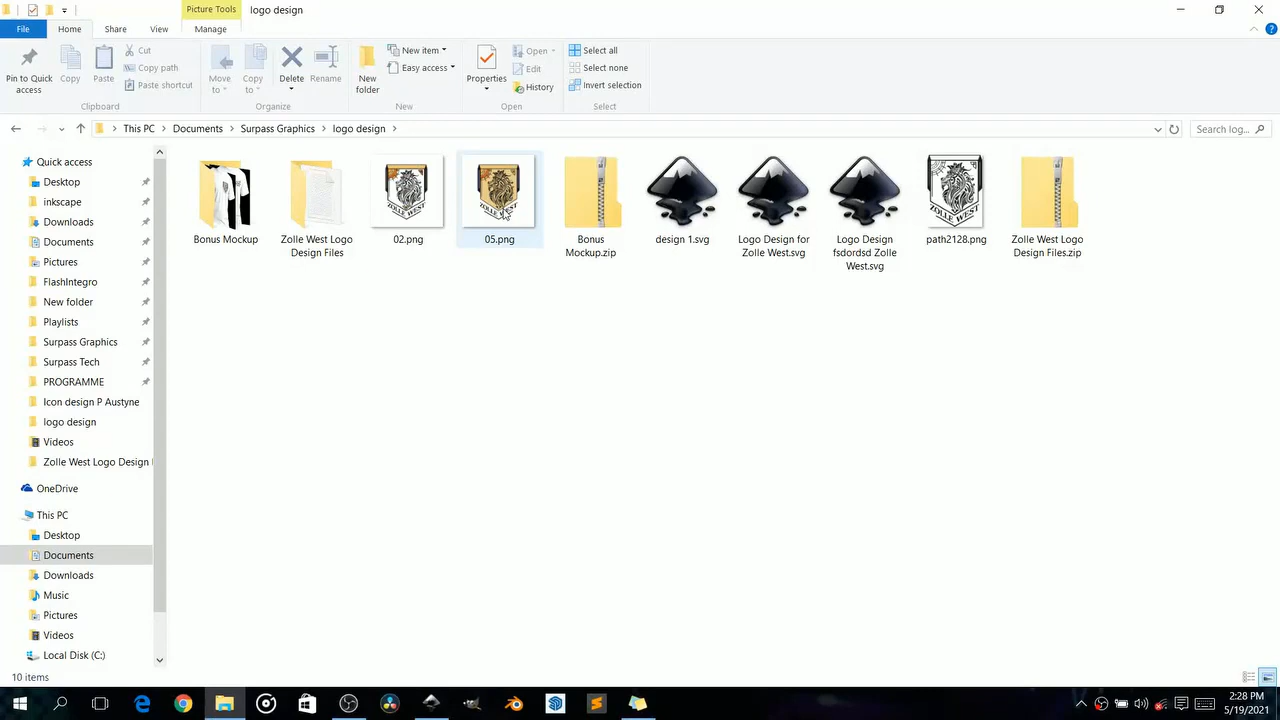 Picture Tools
logo design
File
Home
Share
View
Manage
Pin to Quick access
Copy
Paste
Cut
Copy path
Paste shortcut
Clipboard
Move to
Copy to
Delete
Rename
Organize
New folder
New item
Easy access
New
Properties
Open
Edit
History
Open
Select all
Select none
Invert selection
Select
This PC
Documents
Surpass Graphics
logo design
Search log...
Quick access
Desktop
inkscape
Downloads
Documents
Pictures
FlashIntegro
New folder
Playlists
Surpass Graphics
Surpass Tech
PROGRAMME
Icon design P Austyne
logo design
Videos
Zolle West Logo Design
OneDrive
This PC
Desktop
Documents
Downloads
Music
Pictures
Videos
Local Disk (C:)
Bonus Mockup
Zolle West Logo
Design Files
ZOLLE WEST
02.png
ZOLLE WEST
05.png
Bonus
Mockup.zip
design 1.svg
Logo Design for
Zolle West.svg
Logo Design
fsdordsd Zolle
West.svg
ZOLLE WEST
path2128.png
Zolle West Logo
Design Files.zip
10 items
2:28 PM
5/19/2021